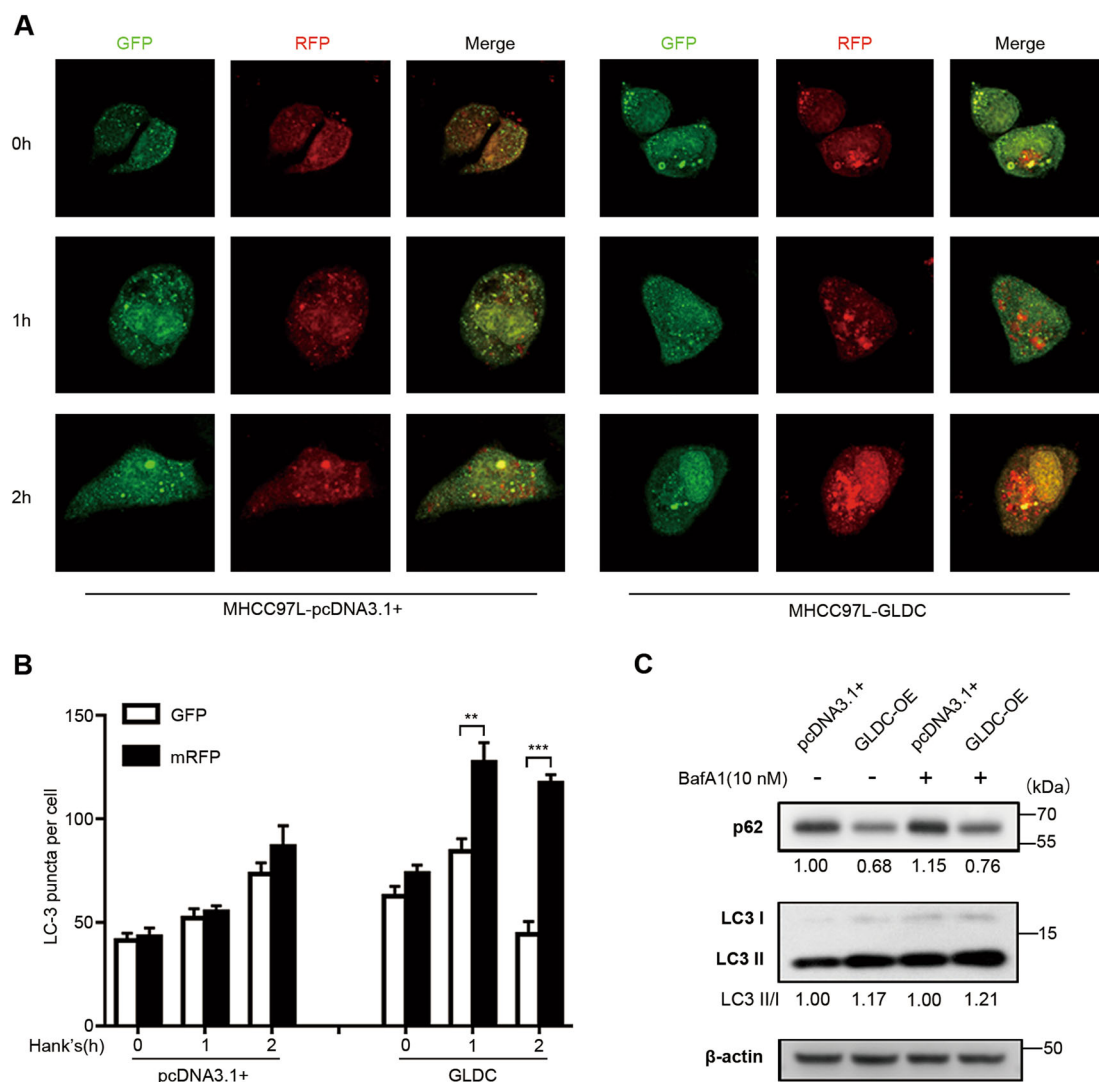 A
GFP RFP Merge GFP RFP Merge
0h
1h
2h
MHCC97L-pcDNA3.1+ MHCC97L-GLDC
B
GFP
mRFP
LC-3 puncta per cell
150
100
50
0
** ***
Hank's(h) 0 1 2 0 1 2
pcDNA3.1+ GLDC
C
pcDNA3.1+ GLDC-OE pcDNA3.1+ GLDC-OE
BafA1(10 nM) - - + + (kDa)
p62 70
55
1.00 0.68 1.15 0.76
LC3 I 15
LC3 II
LC3 II/I 1.00 1.17 1.00 1.21
β-actin 50